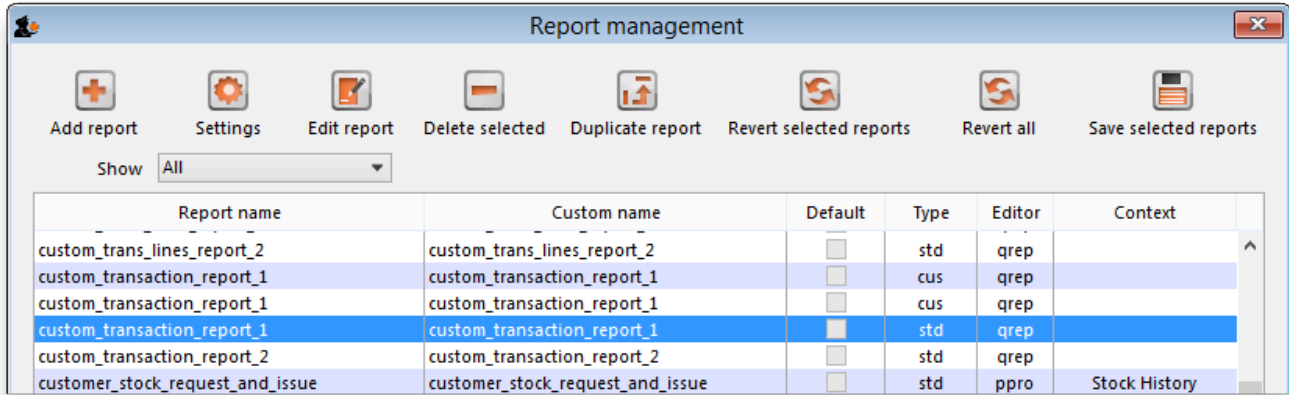 Report management
Add report Settings Edit report Delete selected Duplicate report Revert selected reports Revert all Save selected reports
Show All
Report name Custom name Default Type Editor Context
custom_trans_lines_report_2 custom_trans_lines_report_2 std qrep
custom_transaction_report_1 custom_transaction_report_1 cus qrep
custom_transaction_report_1 custom_transaction_report_1 cus qrep
custom_transaction_report_1 custom_transaction_report_1 std qrep
custom_transaction_report_2 custom_transaction_report_2 std qrep
customer_stock_request_and_issue customer_stock_request_and_issue std ppro Stock History